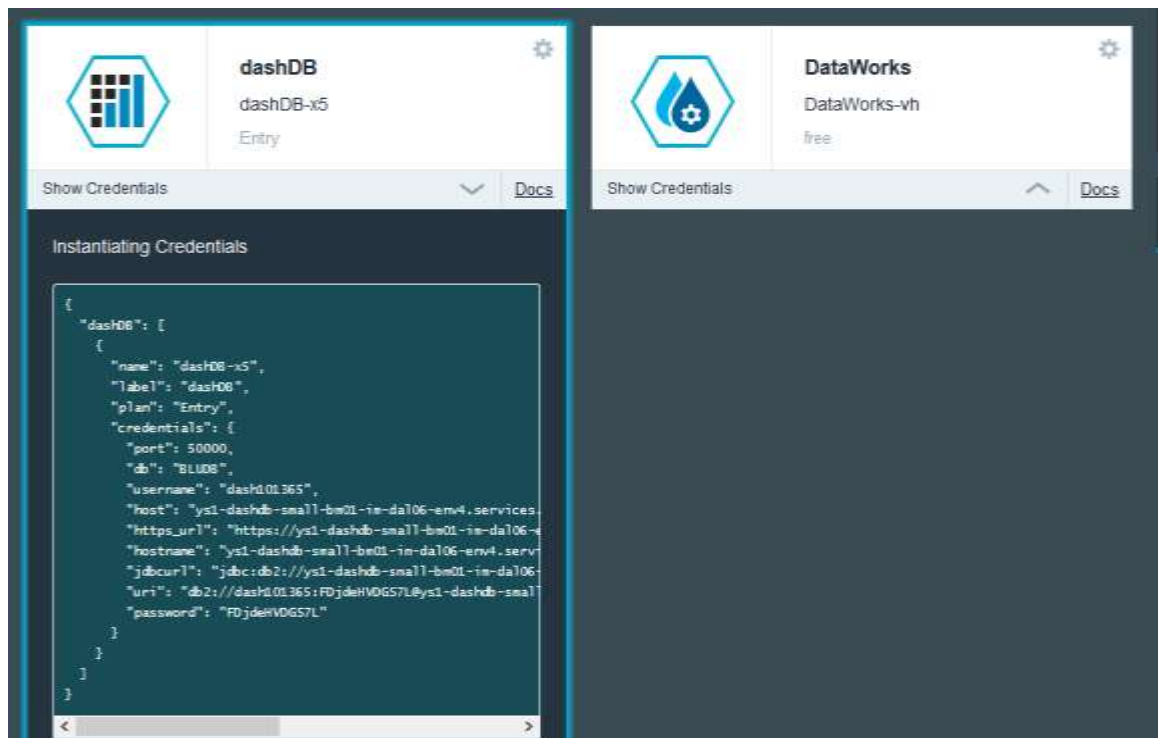 dashDB
dashDB-x5
Entry
Show Credentials
Docs
DataWorks
DataWorks-vh
free
Show Credentials
Docs
Instantiating Credentials
{
"dashDB": [
{
"name": "dashDB-x5",
"label": "dashDB",
"plan": "Entry",
"credentials": {
"port": 50000,
"db": "BLUDB",
"username": "dash101365",
"host": "ys1-dashdb-small-bm01-im-dal06-env4.services.
"https_url": "https://ys1-dashdb-small-bm01-im-dal06-e
"hostname": "ys1-dashdb-small-bm01-im-dal06-env4.serv
"jdbcurl": "jdbc:db2://ys1-dashdb-small-bm01-im-dal06-
"uri": "db2://dash101365:FDjdeHVDGS7L@ys1-dashdb-small
"password": "FDjdeHVDGS7L"
}
}
]
}